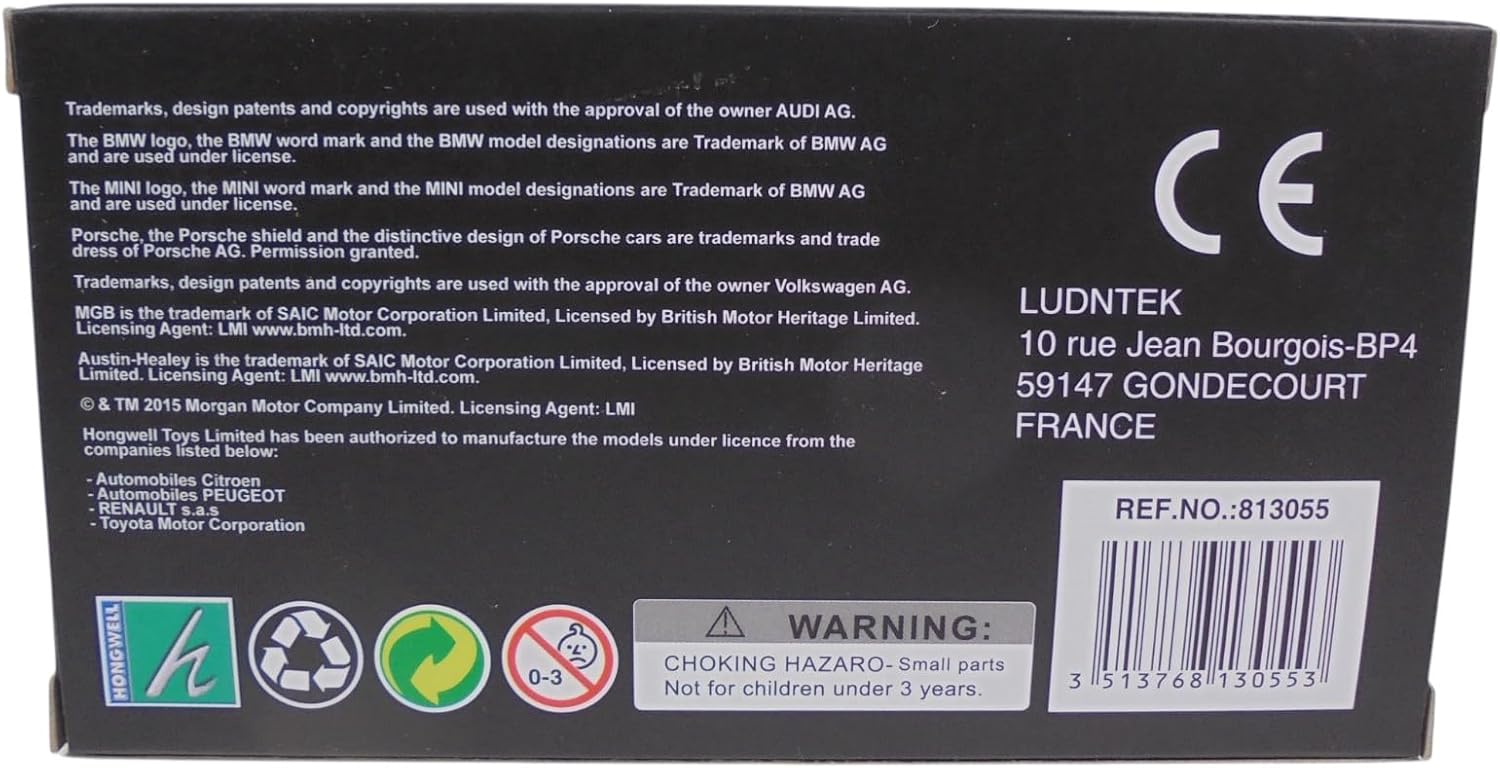 Trademarks, design patents and copyrights are used with the approval of the owner AUDI AG.
The BMW logo, the BMW word mark and the BMW model designations are Trademark of BMW AG
and are used under license.
The MINI logo, the MINI word mark and the MINI model designations are Trademark of BMW AG
and are used under license.
Porsche, the Porsche shield and the distinctive design of Porsche cars are trademarks and trade
dress of Porsche AG. Permission granted.
Trademarks, design patents and copyrights are used with the approval of the owner Volkswagen AG.
MGB is the trademark of SAIC Motor Corporation Limited, Licensed by British Motor Heritage Limited.
Licensing Agent: LMI www.bmh-ltd.com.
Austin-Healey is the trademark of SAIC Motor Corporation Limited, Licensed by British Motor Heritage
Limited. Licensing Agent: LMI www.bmh-ltd.com.
© & TM 2015 Morgan Motor Company Limited. Licensing Agent: LMI
Hongwell Toys Limited has been authorized to manufacture the models under licence from the
companies listed below:
- Automobiles Citroen
- Automobiles PEUGEOT
- RENAULT s.a.s
- Toyota Motor Corporation
CE
LUDNTEK
10 rue Jean Bourgois-BP4
59147 GONDECOURT
FRANCE
REF.NO.:813055
3 513768 130553
HONGWELL
h
0-3
WARNING:
CHOKING HAZARO- Small parts
Not for children under 3 years.